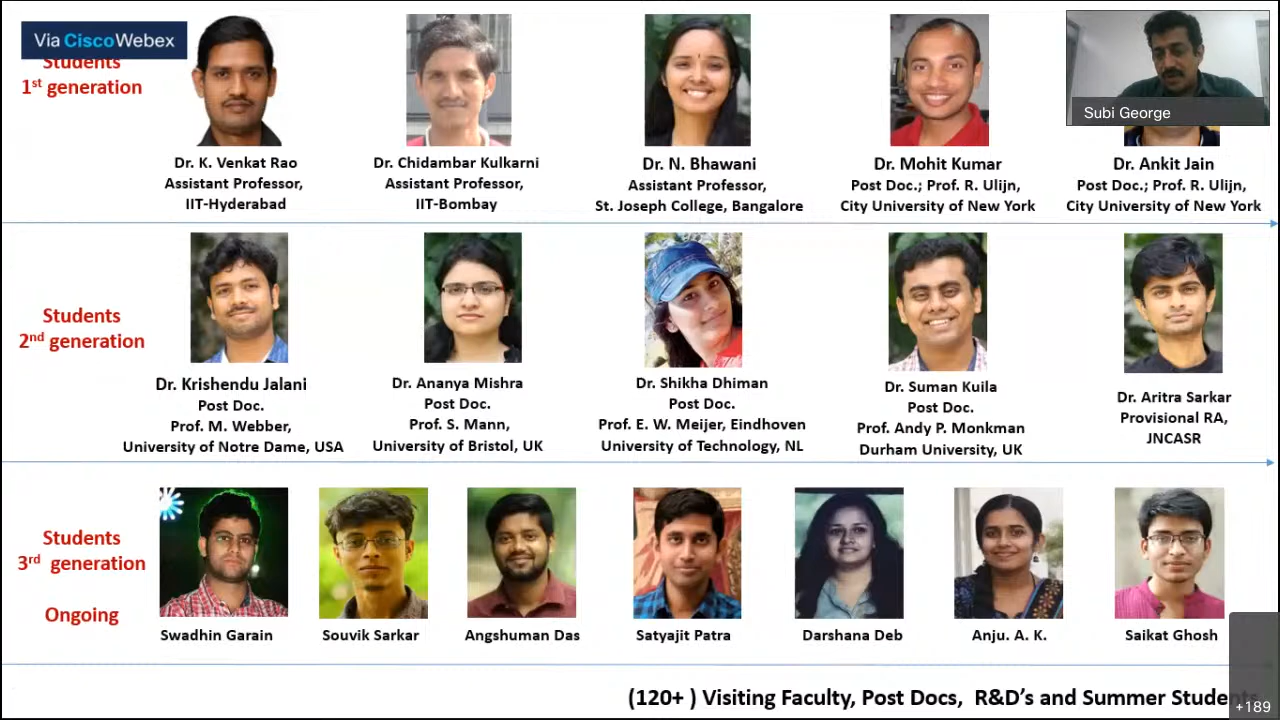 Via CiscoWebex
Students
1st generation
Subi George
Dr. K. Venkat Rao
Assistant Professor,
IIT-Hyderabad
Dr. Chidambar Kulkarni
Assistant Professor,
IIT-Bombay
Dr. N. Bhawani
Assistant Professor,
St. Joseph College, Bangalore
Dr. Mohit Kumar
Post Doc.; Prof. R. Ulijn,
City University of New York
Dr. Ankit Jain
Post Doc.; Prof. R. Ulijn,
City University of New York
Students
2nd generation
Dr. Krishendu Jalani
Post Doc.
Prof. M. Webber,
University of Notre Dame, USA
Dr. Ananya Mishra
Post Doc.
Prof. S. Mann,
University of Bristol, UK
Dr. Shikha Dhiman
Post Doc.
Prof. E. W. Meijer, Eindhoven
University of Technology, NL
Dr. Suman Kuila
Post Doc.
Prof. Andy P. Monkman
Durham University, UK
Dr. Aritra Sarkar
Provisional RA,
JNCASR
Students
3rd generation
Ongoing
Swadhin Garain
Souvik Sarkar
Angshuman Das
Satyajit Patra
Darshana Deb
Anju. A. K.
Saikat Ghosh
(120+ ) Visiting Faculty, Post Docs, R&D's and Summer Students
+189